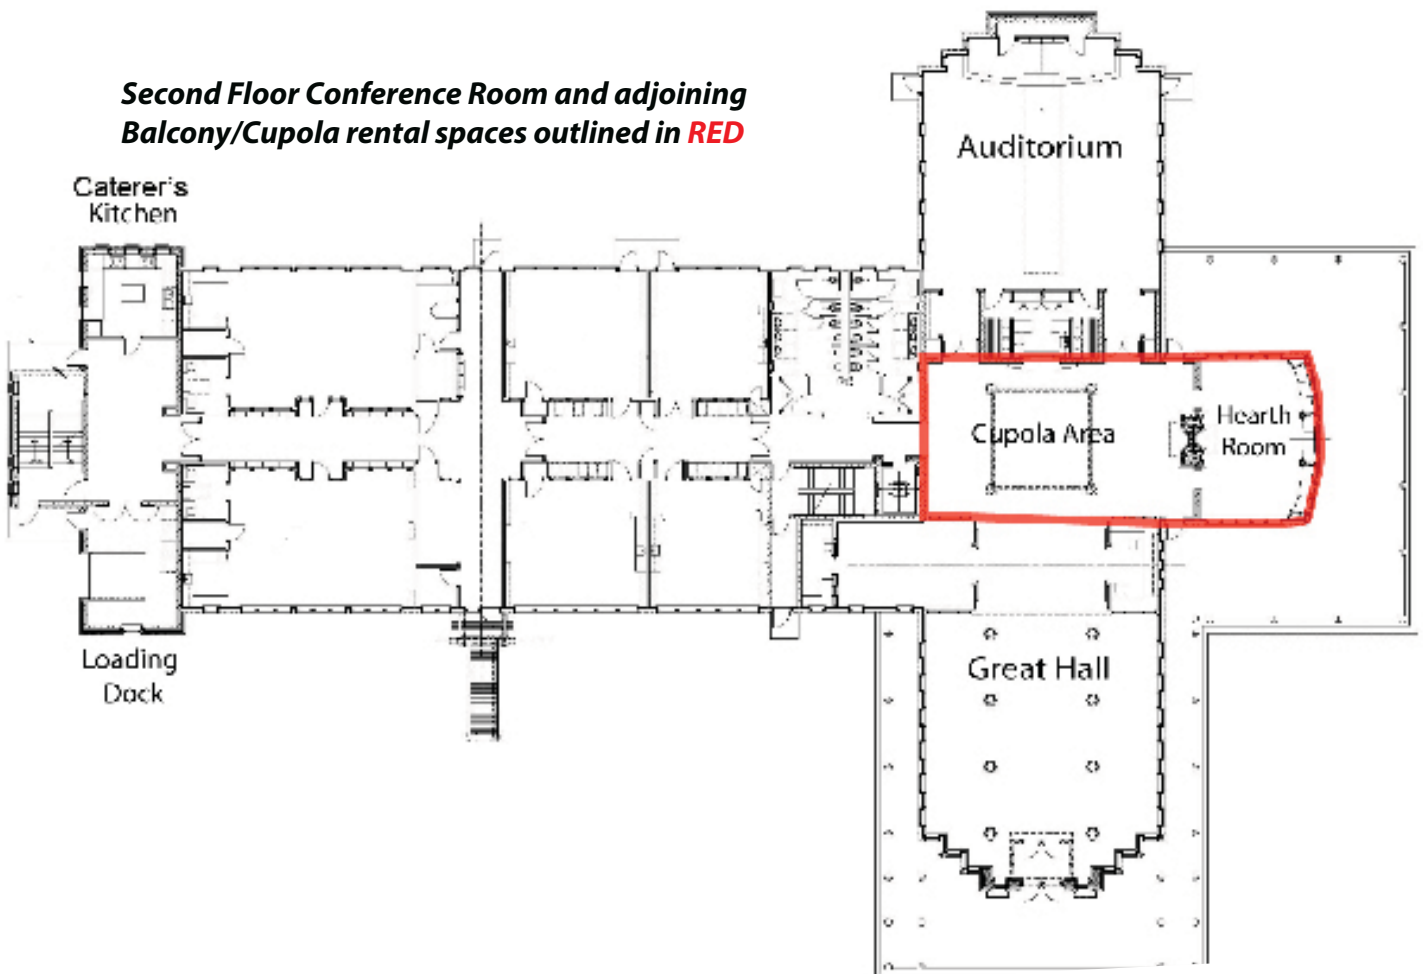 Second Floor Conference Room and adjoining
Balcony/Cupola rental spaces outlined in RED
Auditorium
Caterer's
Kitchen
Cupola Area
Hearth
Room
Loading
Dock
Great Hall